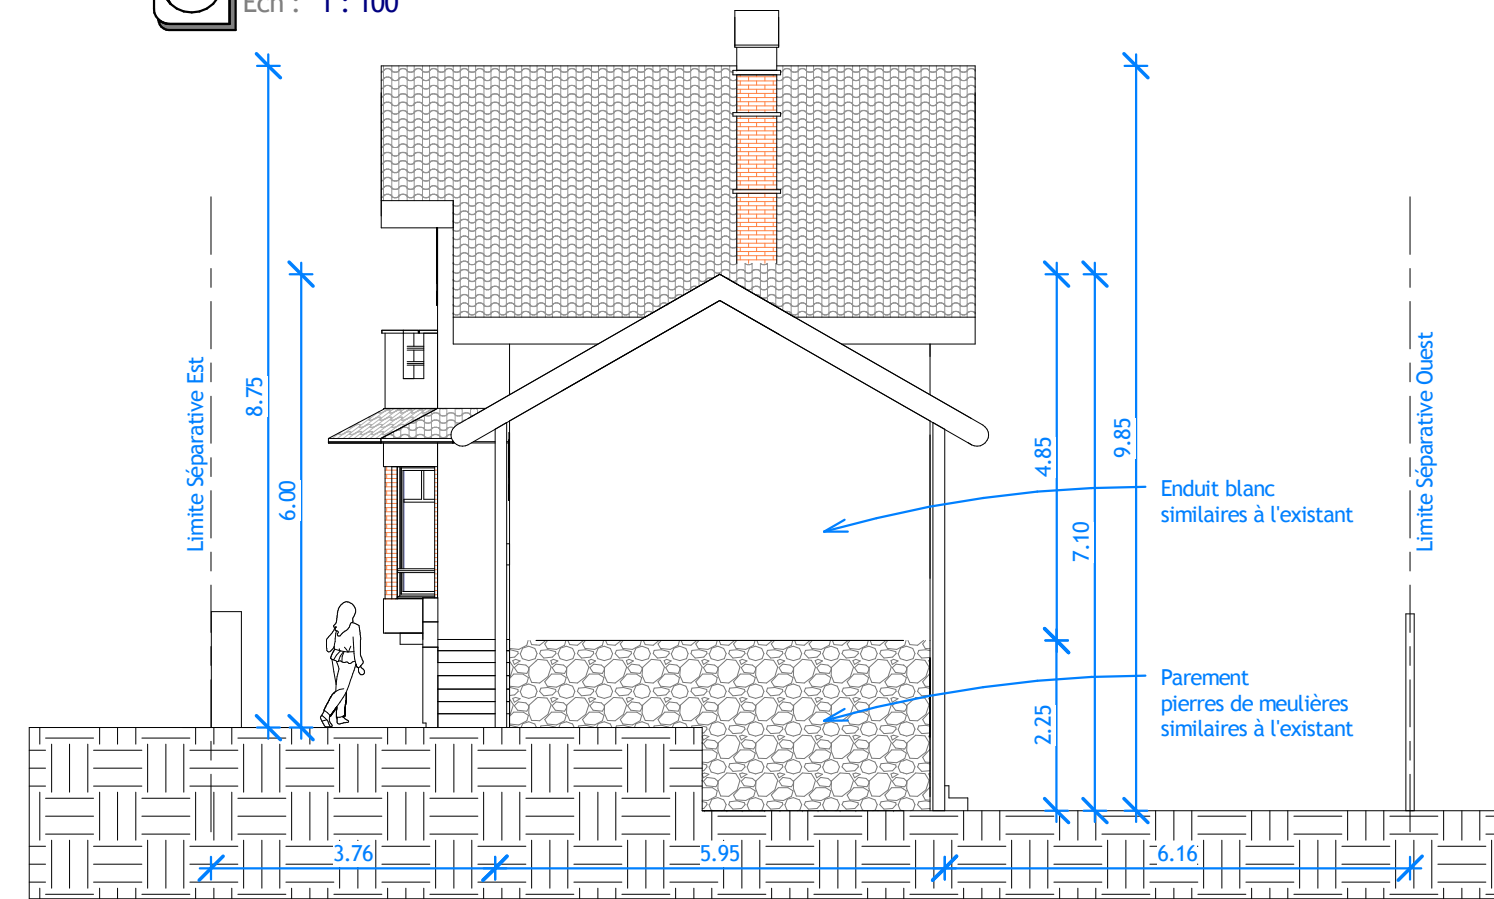 Ech : 1 : 100
8.75
6.00
Limite Séparative Est
4.85
7.10
9.85
2.25
Limite Séparative Ouest
Enduit blanc
similaires à l'existant
Parement
pierres de meulières
similaires à l'existant
3.76
5.95
6.16